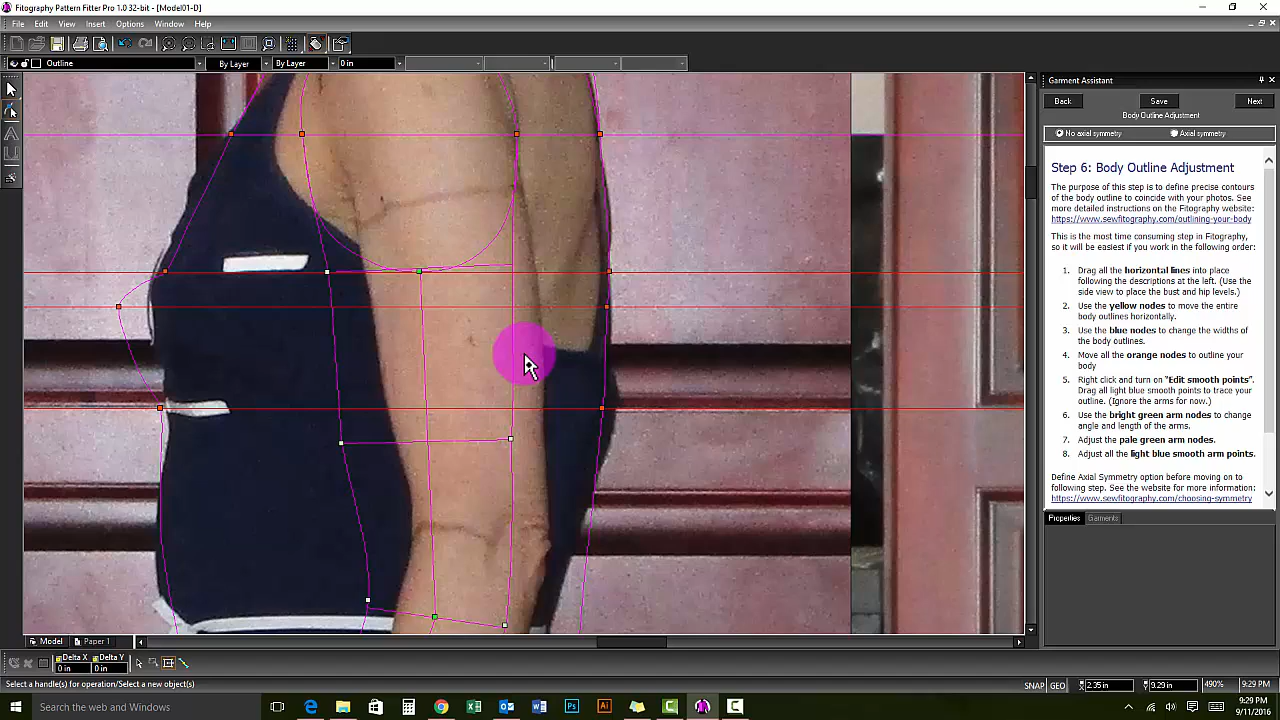 Fitography Pattern Fitter Pro 1.0 32-bit - [Model01-D]
File Edit View Insert Options Window Help
Outline By Layer By Layer 0 in
Garment Assistant
Back Save Next
Body Outline Adjustment
No axial symmetry Axial symmetry
Step 6: Body Outline Adjustment
The purpose of this step is to define precise contours
of the body outline to coincide with your photos. See
more detailed instructions on the Fitography website:
https://www.sewfitography.com/outlining-your-body
This is the most time consuming step in Fitography,
so it will be easiest if you work in the following order:
1. Drag all the horizontal lines into place
following the descriptions at the left. (Use the
side view to place the bust and hip levels.)
2. Use the yellow nodes to move the entire
body outlines horizontally.
3. Use the blue nodes to change the widths of
the body outlines.
4. Move all the orange nodes to outline your
body
5. Right click and turn on "Edit smooth points".
Drag all light blue smooth points to trace your
outline. (Ignore the arms for now.)
6. Use the bright green arm nodes to change
angle and length of the arms.
7. Adjust the pale green arm nodes.
8. Adjust all the light blue smooth arm points.
Define Axial Symmetry option before moving on to
following step. See the website for more information:
https://www.sewfitography.com/choosing-symmetry
Properties Garments
Model Paper 1
Delta X Delta Y
0 in 0 in
Select a handle(s) for operation/Select a new object(s)
SNAP GEO X 2.35 in Y 9.29 in 490% 9:29 PM
Search the web and Windows
9:29 PM
9/11/2016